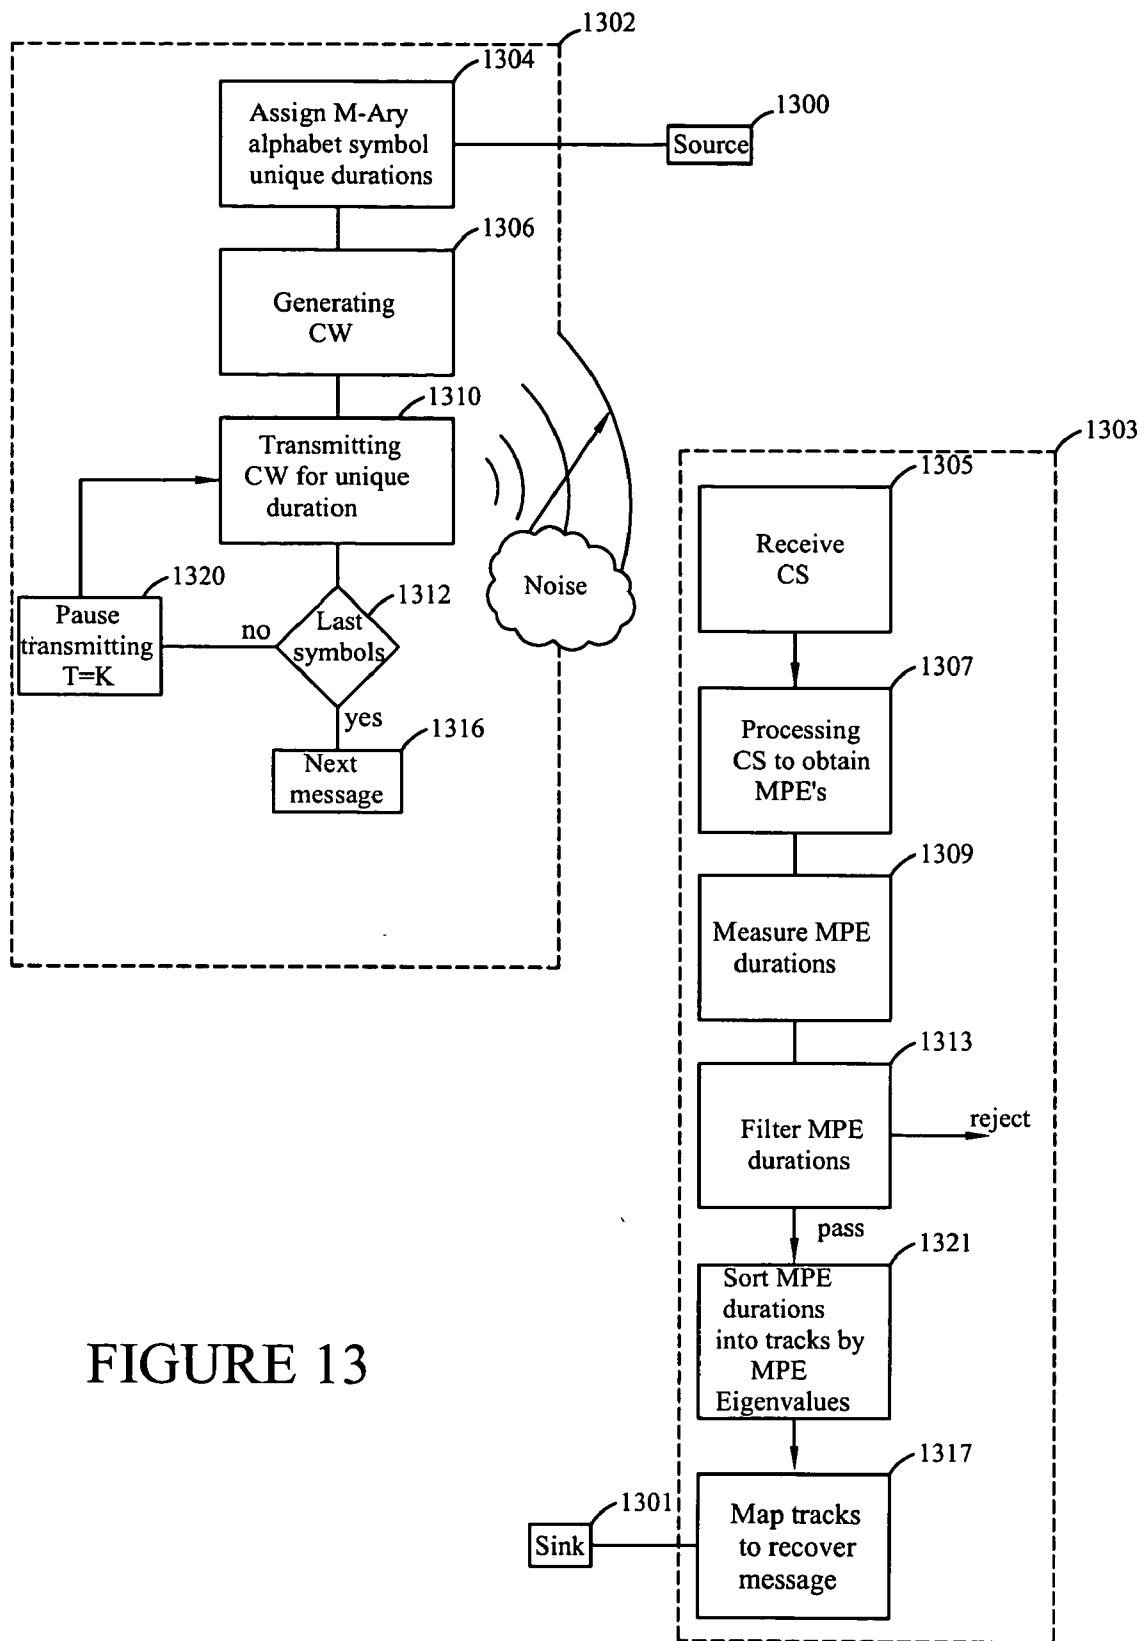 1302
1304
Assign M-Ary
alphabet symbol
unique durations
1300
Source
1306
Generating
CW
1310
Transmitting
CW for unique
duration
1320
Pause
transmitting
T=K
no
1312
Last
symbols
yes
1316
Next
message
Noise
1303
1305
Receive
CS
1307
Processing
CS to obtain
MPE's
1309
Measure MPE
durations
1313
Filter MPE
durations
reject
pass
1321
Sort MPE
durations
into tracks by
MPE
Eigenvalues
1317
Map tracks
to recover
message
1301
Sink
FIGURE 13